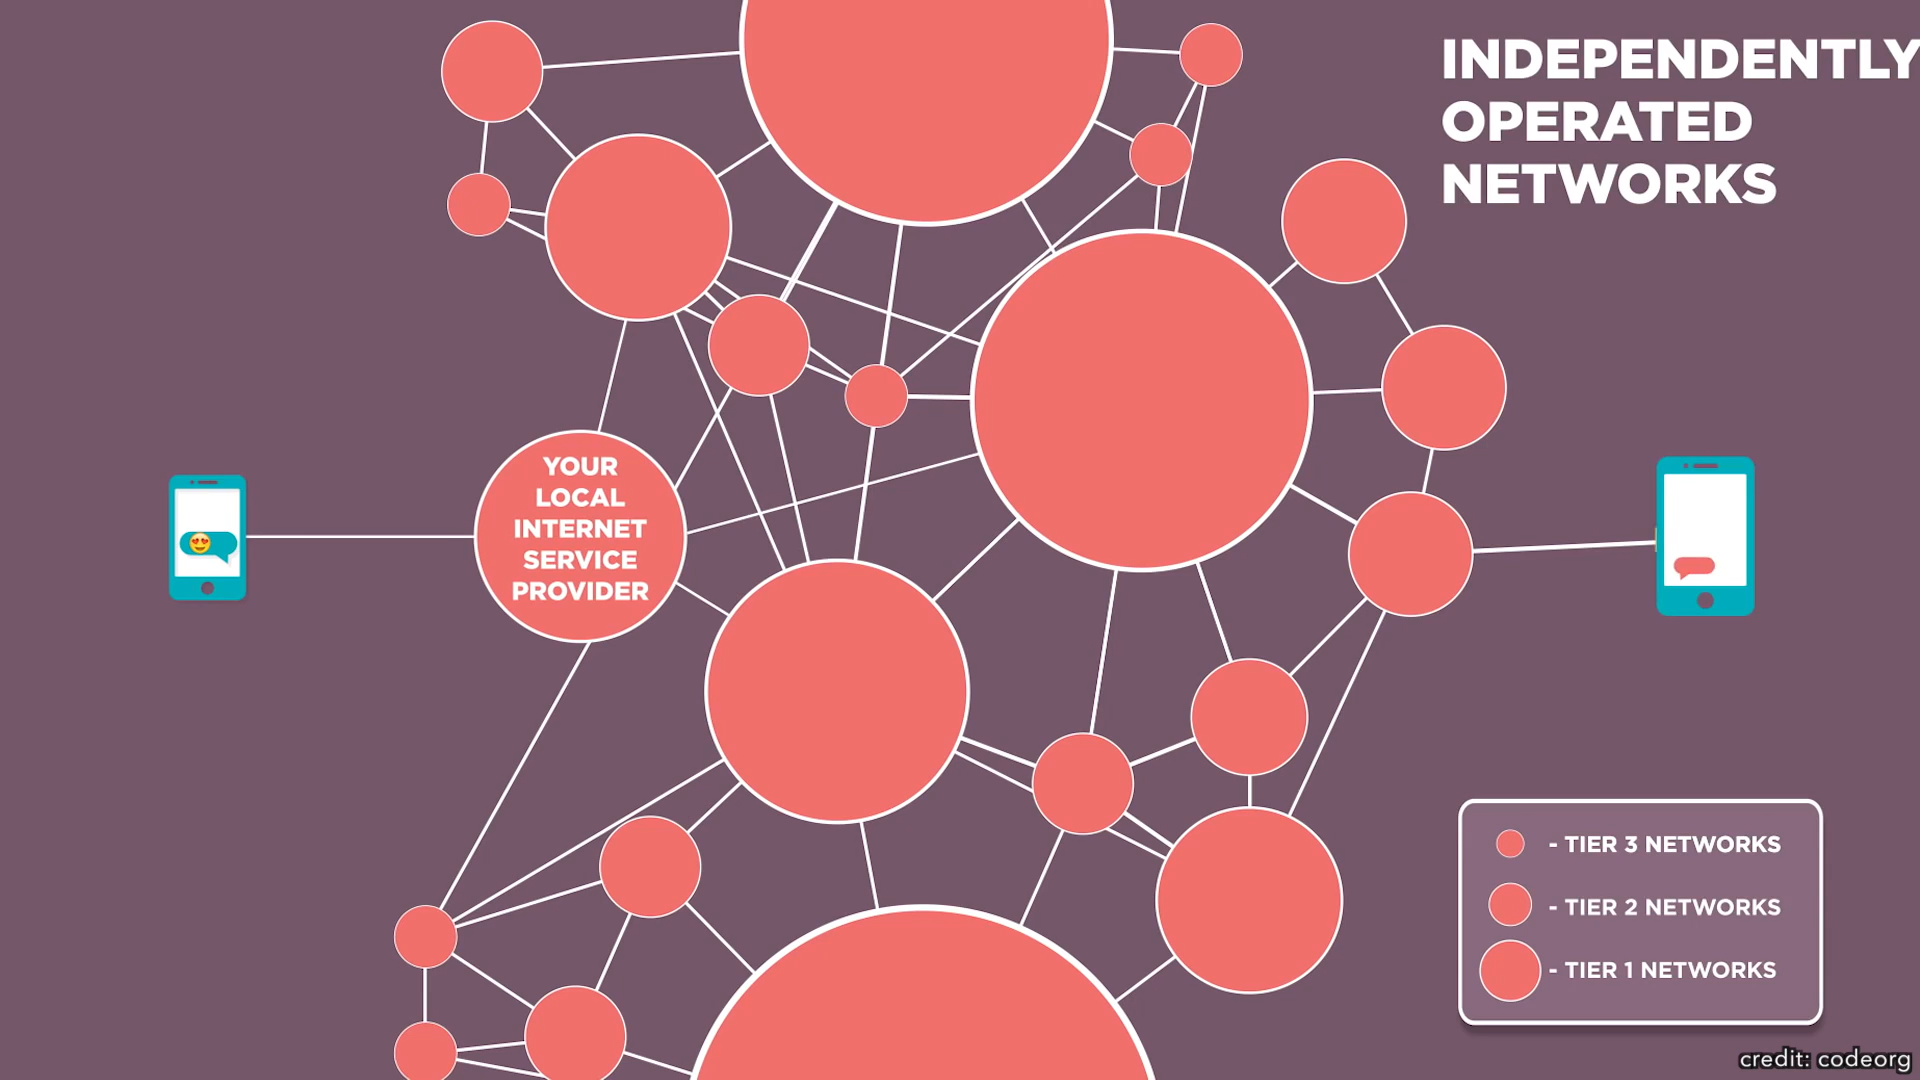 INDEPENDENTLY
OPERATED
NETWORKS
YOUR
LOCAL
INTERNET
SERVICE
PROVIDER
- TIER 3 NETWORKS
- TIER 2 NETWORKS
- TIER 1 NETWORKS
credit: codeorg